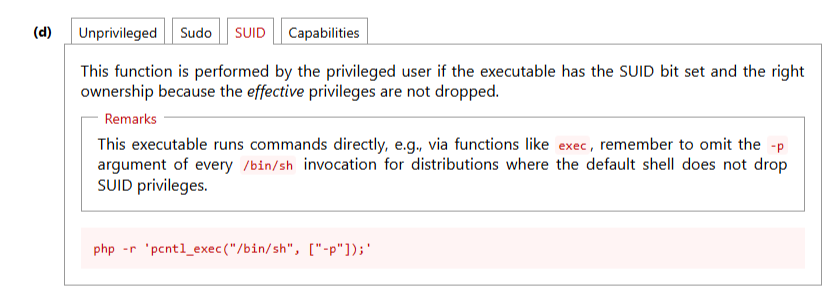 (d) Unprivileged Sudo SUID Capabilities
This function is performed by the privileged user if the executable has the SUID bit set and the right
ownership because the effective privileges are not dropped.
Remarks
This executable runs commands directly, e.g., via functions like exec, remember to omit the -p
argument of every /bin/sh invocation for distributions where the default shell does not drop
SUID privileges.
php -r 'pcntl_exec("/bin/sh", ["-p"]);'